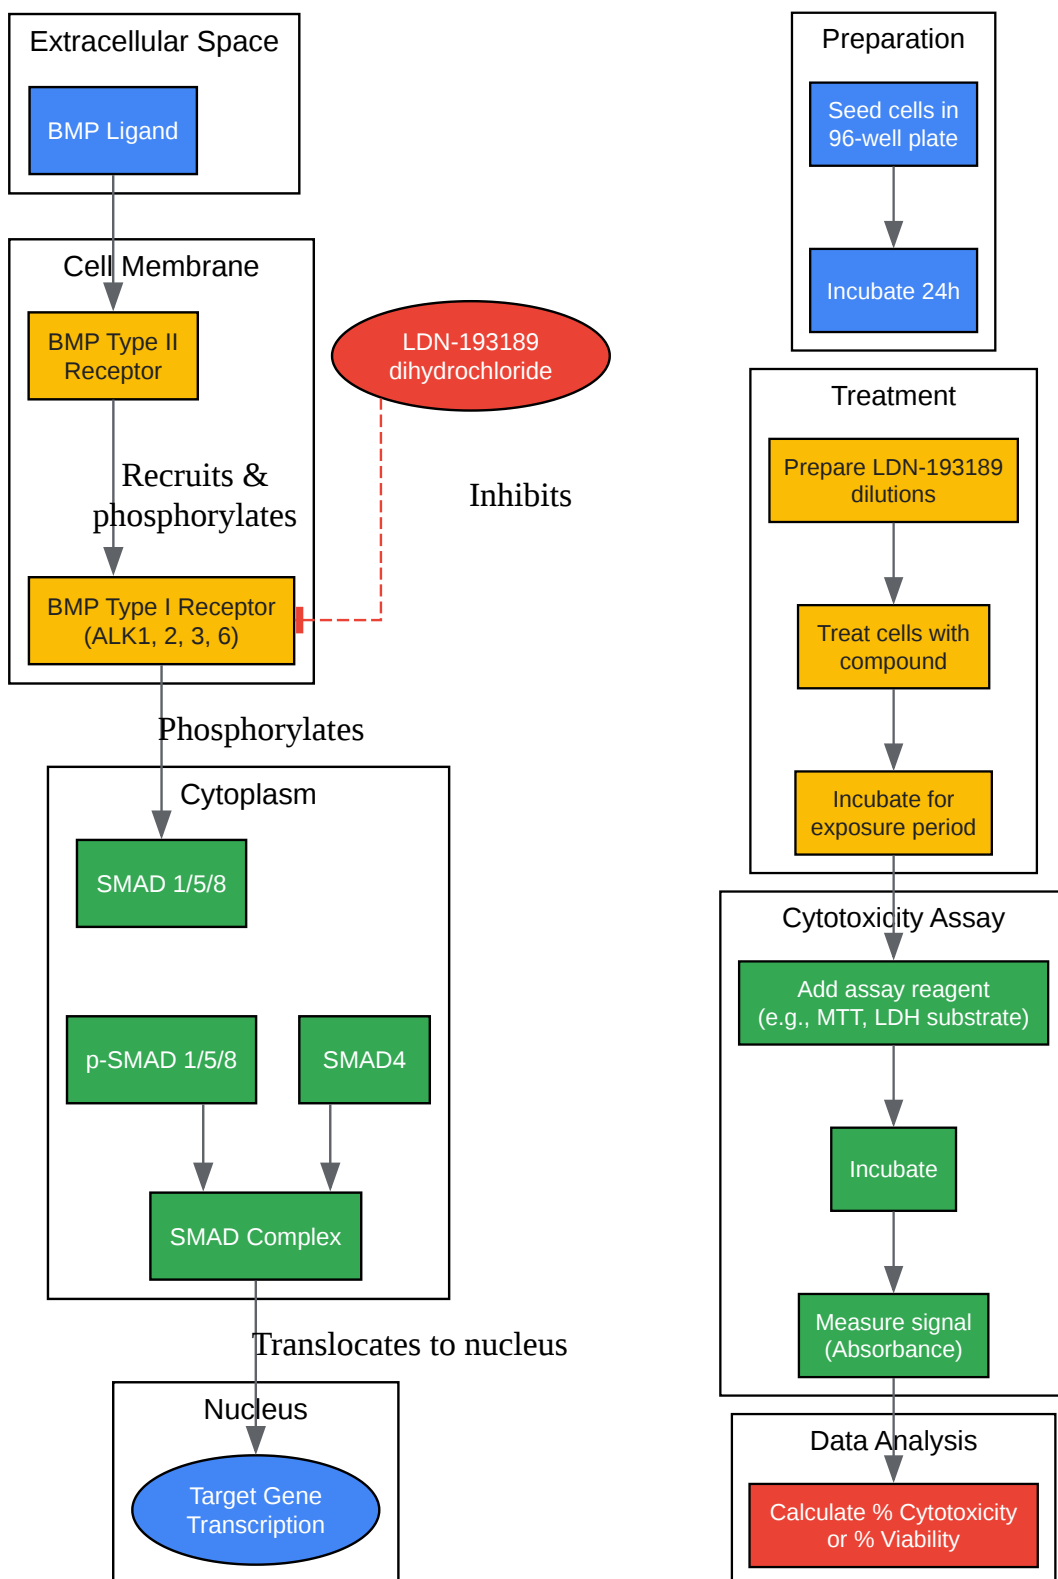 Extracellular Space
BMP Ligand
Cell Membrane
BMP Type II
Receptor
LDN-193189
dihydrochloride
Recruits &
phosphorylates
Inhibits
BMP Type I Receptor
(ALK1, 2, 3, 6)
Phosphorylates
Cytoplasm
SMAD 1/5/8
p-SMAD 1/5/8
SMAD4
SMAD Complex
Translocates to nucleus
Nucleus
Target Gene
Transcription
Preparation
Seed cells in
96-well plate
Incubate 24h
Treatment
Prepare LDN-193189
dilutions
Treat cells with
compound
Incubate for
exposure period
Cytotoxicity Assay
Add assay reagent
(e.g., MTT, LDH substrate)
Incubate
Measure signal
(Absorbance)
Data Analysis
Calculate % Cytotoxicity
or % Viability